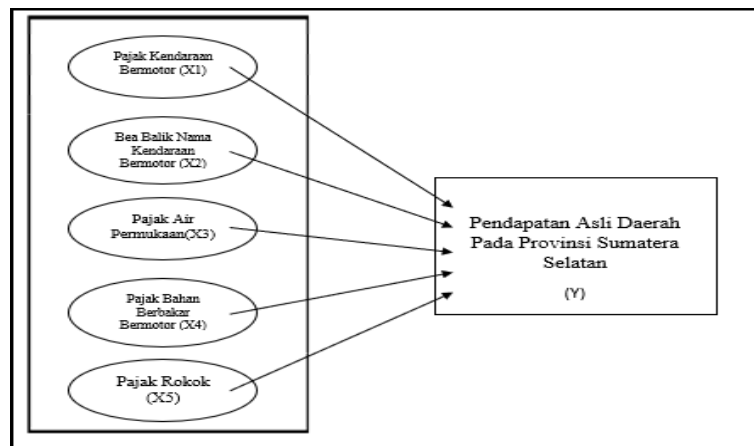 Pajak Kendaraan
Bermotor (X1)
Bea Balik Nama
Kendaraan
Bermotor (X2)
Pajak Air
Permukaan(X3)
Pajak Bahan
Berbakar
Bermotor (X4)
Pajak Rokok
(X5)
Pendapatan Asli Daerah
Pada Provinsi Sumatera
Selatan
(Y)